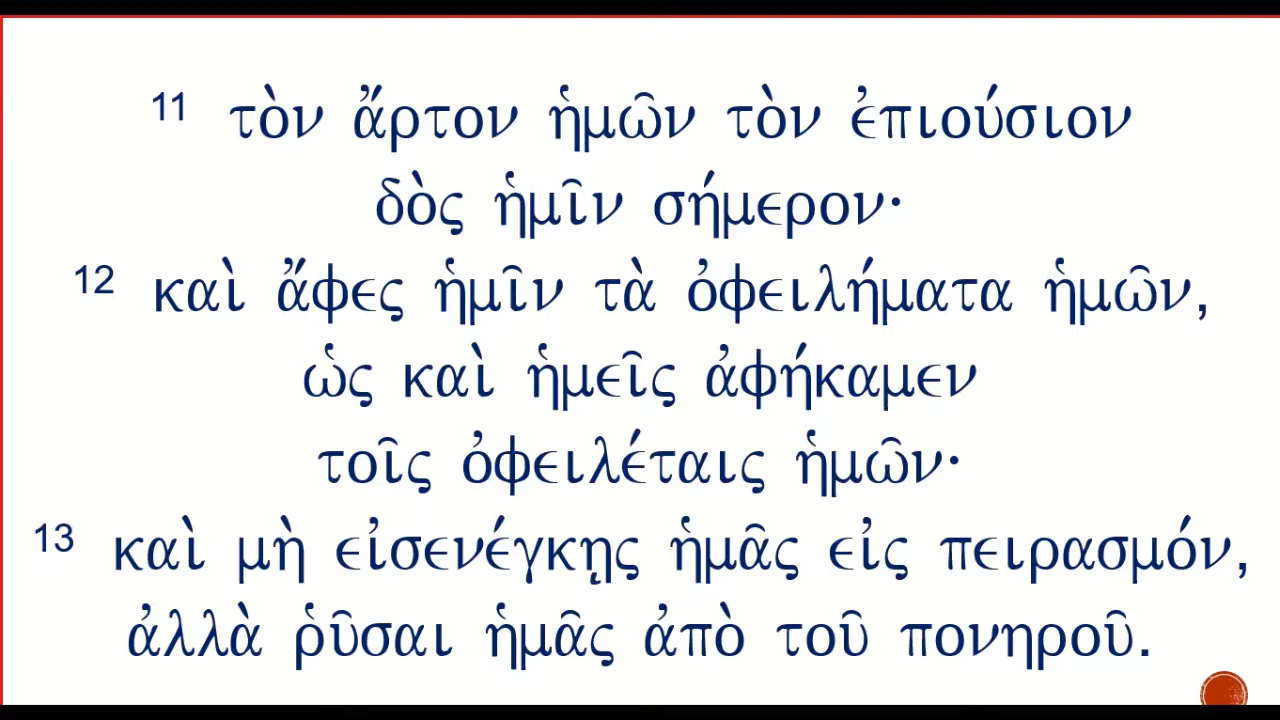 11 τὸν ἄρτον ἡμῶν τὸν ἐπιούσιον
δὸς ἡμῖν σήμερον·
12 καὶ ἄφες ἡμῖν τὰ ὀφειλήματα ἡμῶν,
ὡς καὶ ἡμεῖς ἀφήκαμεν
τοῖς ὀφειλέταις ἡμῶν·
13 καὶ μὴ εἰσενέγκῃς ἡμᾶς εἰς πειρασμόν,
ἀλλὰ ῥῦσαι ἡμᾶς ἀπὸ τοῦ πονηροῦ.